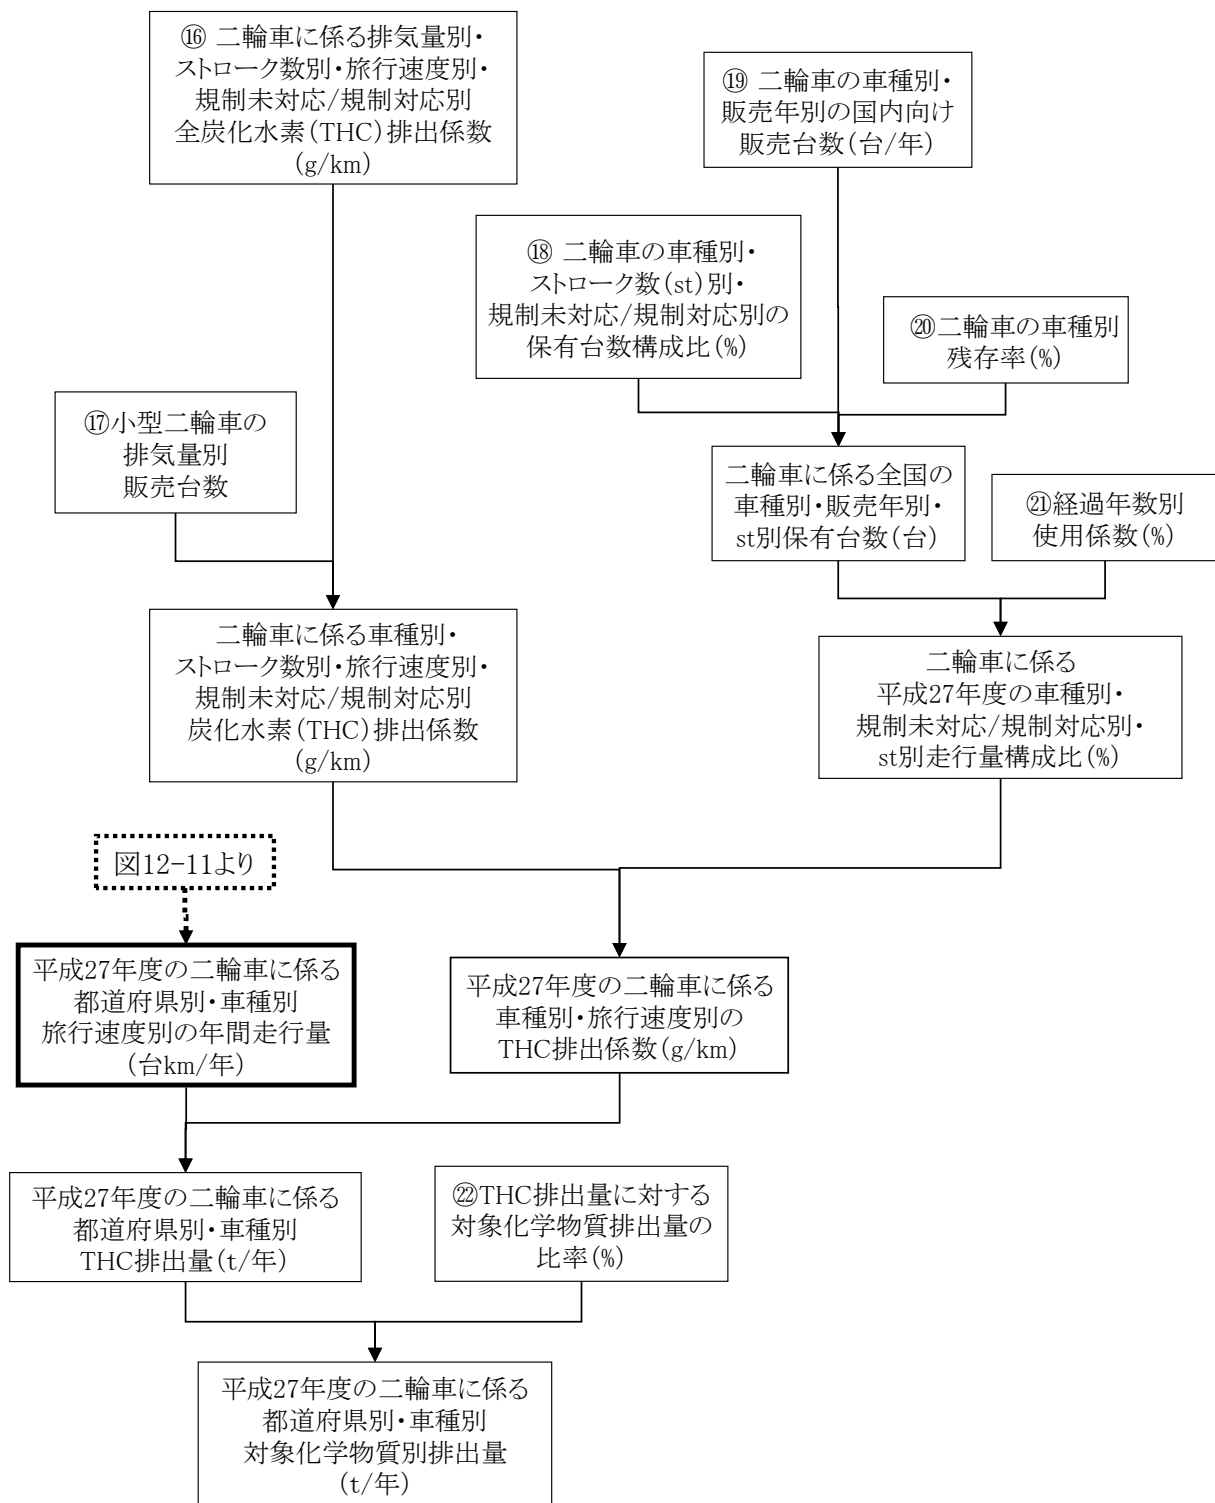 ⑯ 二輪車に係る排気量別・
ストローク数別・旅行速度別・
規制未対応/規制対応別
全炭化水素(THC)排出係数
(g/km)
⑲ 二輪車の車種別・
販売年別の国内向け
販売台数(台/年)
⑱ 二輪車の車種別・
ストローク数(st)別・
規制未対応/規制対応別の
保有台数構成比(%)
⑳二輪車の車種別
残存率(%)
⑰小型二輪車の
排気量別
販売台数
二輪車に係る全国の
車種別・販売年別・
st別保有台数(台)
㉑経過年数別
使用係数(%)
二輪車に係る車種別・
ストローク数別・旅行速度別・
規制未対応/規制対応別
炭化水素(THC)排出係数
(g/km)
二輪車に係る
平成27年度の車種別・
規制未対応/規制対応別・
st別走行量構成比(%)
図12-11より
平成27年度の二輪車に係る
都道府県別・車種別
旅行速度別の年間走行量
(台km/年)
平成27年度の二輪車に係る
車種別・旅行速度別の
THC排出係数(g/km)
平成27年度の二輪車に係る
都道府県別・車種別
THC排出量(t/年)
㉒THC排出量に対する
対象化学物質排出量の
比率(%)
平成27年度の二輪車に係る
都道府県別・車種別
対象化学物質別排出量
(t/年)